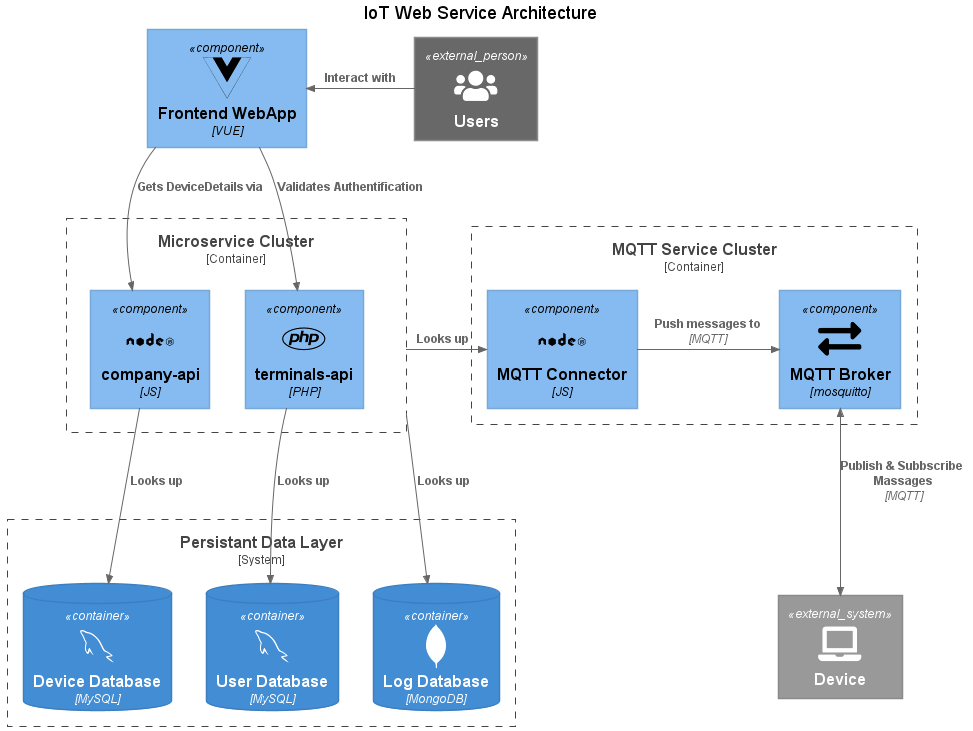 IoT Web Service Architecture
«component»
Frontend WebApp
[VUE]
Interact with
«external_person»
Users
Gets DeviceDetails via
Validates Authentification
Microservice Cluster
[Container]
«component»
node
company-api
[JS]
«component»
php
terminals-api
[PHP]
Looks up
MQTT Service Cluster
[Container]
«component»
node
MQTT Connector
[JS]
Push messages to
[MQTT]
«component»
MQTT Broker
[mosquitto]
Looks up
Looks up
Looks up
Publish & Subbscribe
Massages
[MQTT]
Persistant Data Layer
[System]
«container»
Device Database
[MySQL]
«container»
User Database
[MySQL]
«container»
Log Database
[MongoDB]
«external_system»
Device